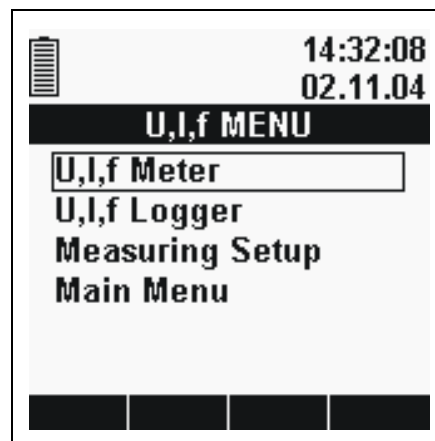 14:32:08
02.11.04
U,I,f MENU
U,I,f Meter
U,I,f Logger
Measuring Setup
Main Menu